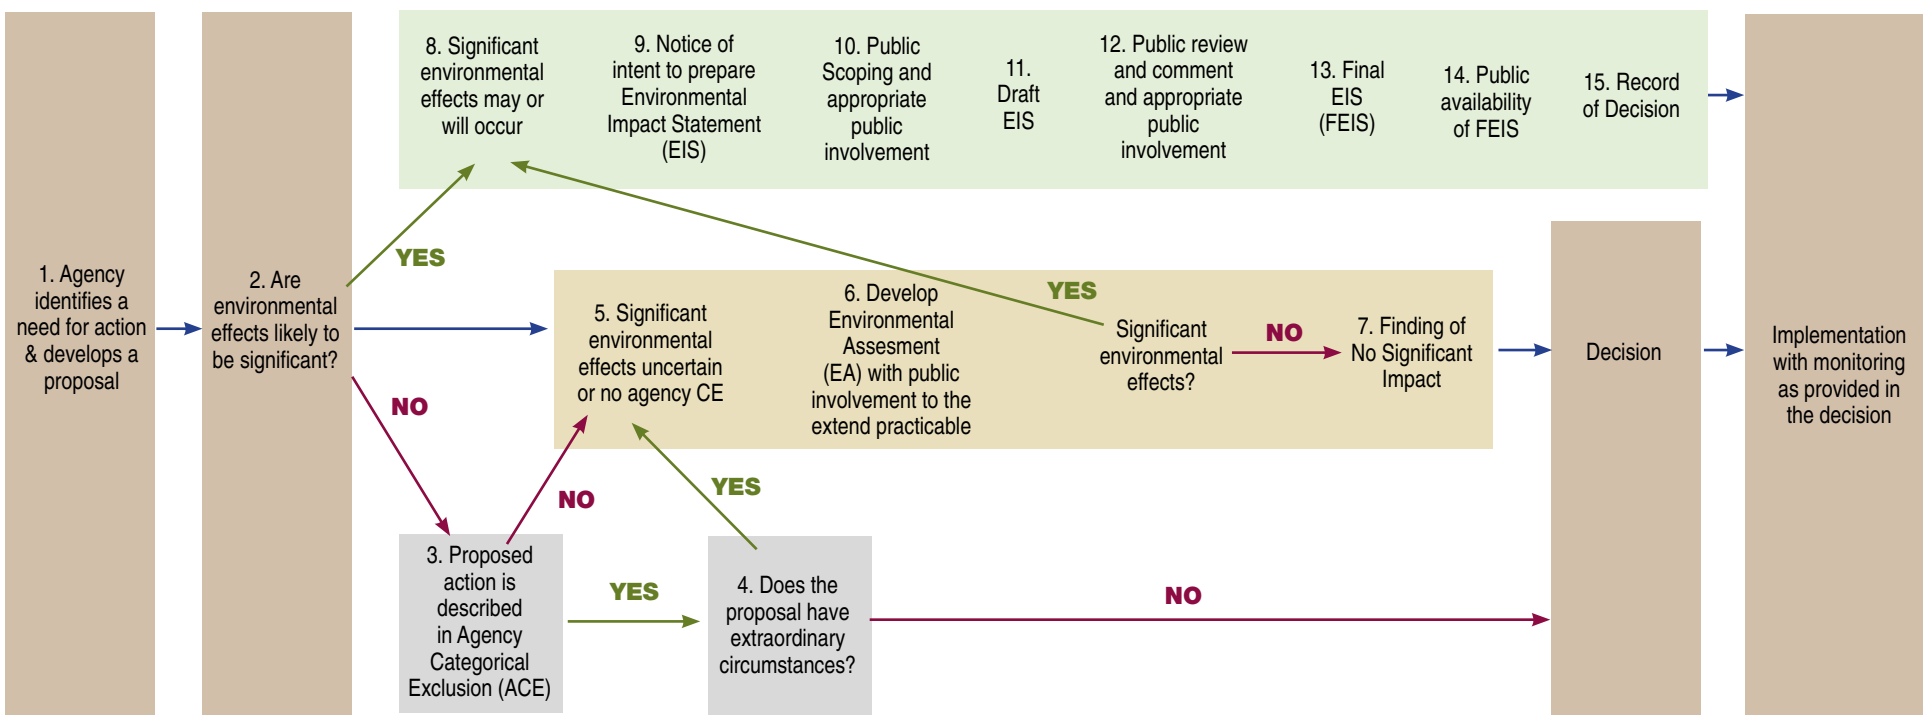 1. Agency
identifies a
need for action
& develops a
proposal
2. Are
environmental
effects likely to
be significant?
YES
NO
3. Proposed
action is
described
in Agency
Categorical
Exclusion (ACE)
NO
YES
4. Does the
proposal have
extraordinary
circumstances?
YES
NO
5. Significant
environmental
effects uncertain
or no agency CE
6. Develop
Environmental
Assesment
(EA) with public
involvement to the
extend practicable
Significant
environmental
effects?
YES
NO
7. Finding of
No Significant
Impact
8. Significant
environmental
effects may or
will occur
9. Notice of
intent to prepare
Environmental
Impact Statement
(EIS)
10. Public
Scoping and
appropriate
public
involvement
11.
Draft
EIS
12. Public review
and comment
and appropriate
public
involvement
13. Final
EIS
(FEIS)
14. Public
availability
of FEIS
15. Record
of Decision
Decision
Implementation
with monitoring
as provided in
the decision